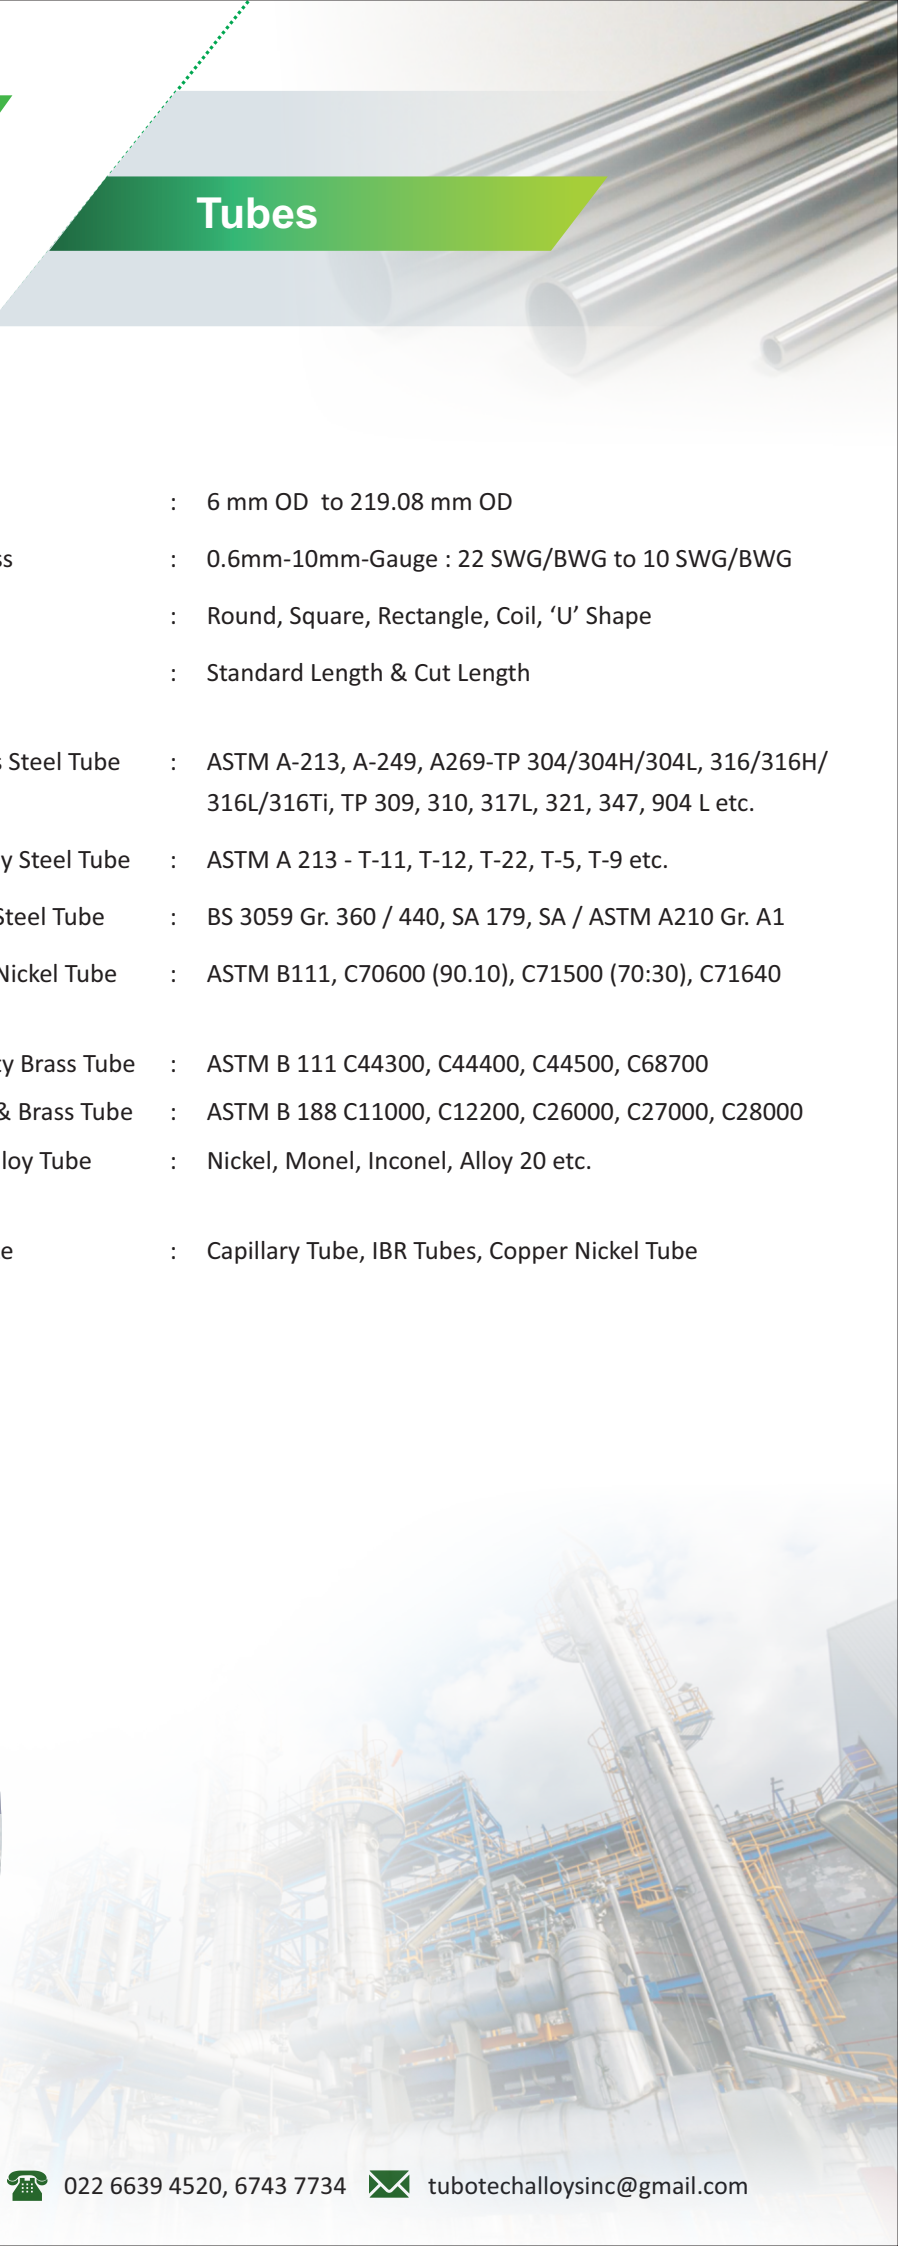 Tubes
: 6 mm OD to 219.08 mm OD
: 0.6mm-10mm-Gauge : 22 SWG/BWG to 10 SWG/BWG
: Round, Square, Rectangle, Coil, ‘U’ Shape
: Standard Length & Cut Length
Steel Tube : ASTM A-213, A-249, A269-TP 304/304H/304L, 316/316H/
316L/316Ti, TP 309, 310, 317L, 321, 347, 904 L etc.
y Steel Tube : ASTM A 213 - T-11, T-12, T-22, T-5, T-9 etc.
Steel Tube : BS 3059 Gr. 360 / 440, SA 179, SA / ASTM A210 Gr. A1
Nickel Tube : ASTM B111, C70600 (90.10), C71500 (70:30), C71640
ty Brass Tube : ASTM B 111 C44300, C44400, C44500, C68700
& Brass Tube : ASTM B 188 C11000, C12200, C26000, C27000, C28000
loy Tube : Nickel, Monel, Inconel, Alloy 20 etc.
e : Capillary Tube, IBR Tubes, Copper Nickel Tube
022 6639 4520, 6743 7734 tubotechalloysinc@gmail.com